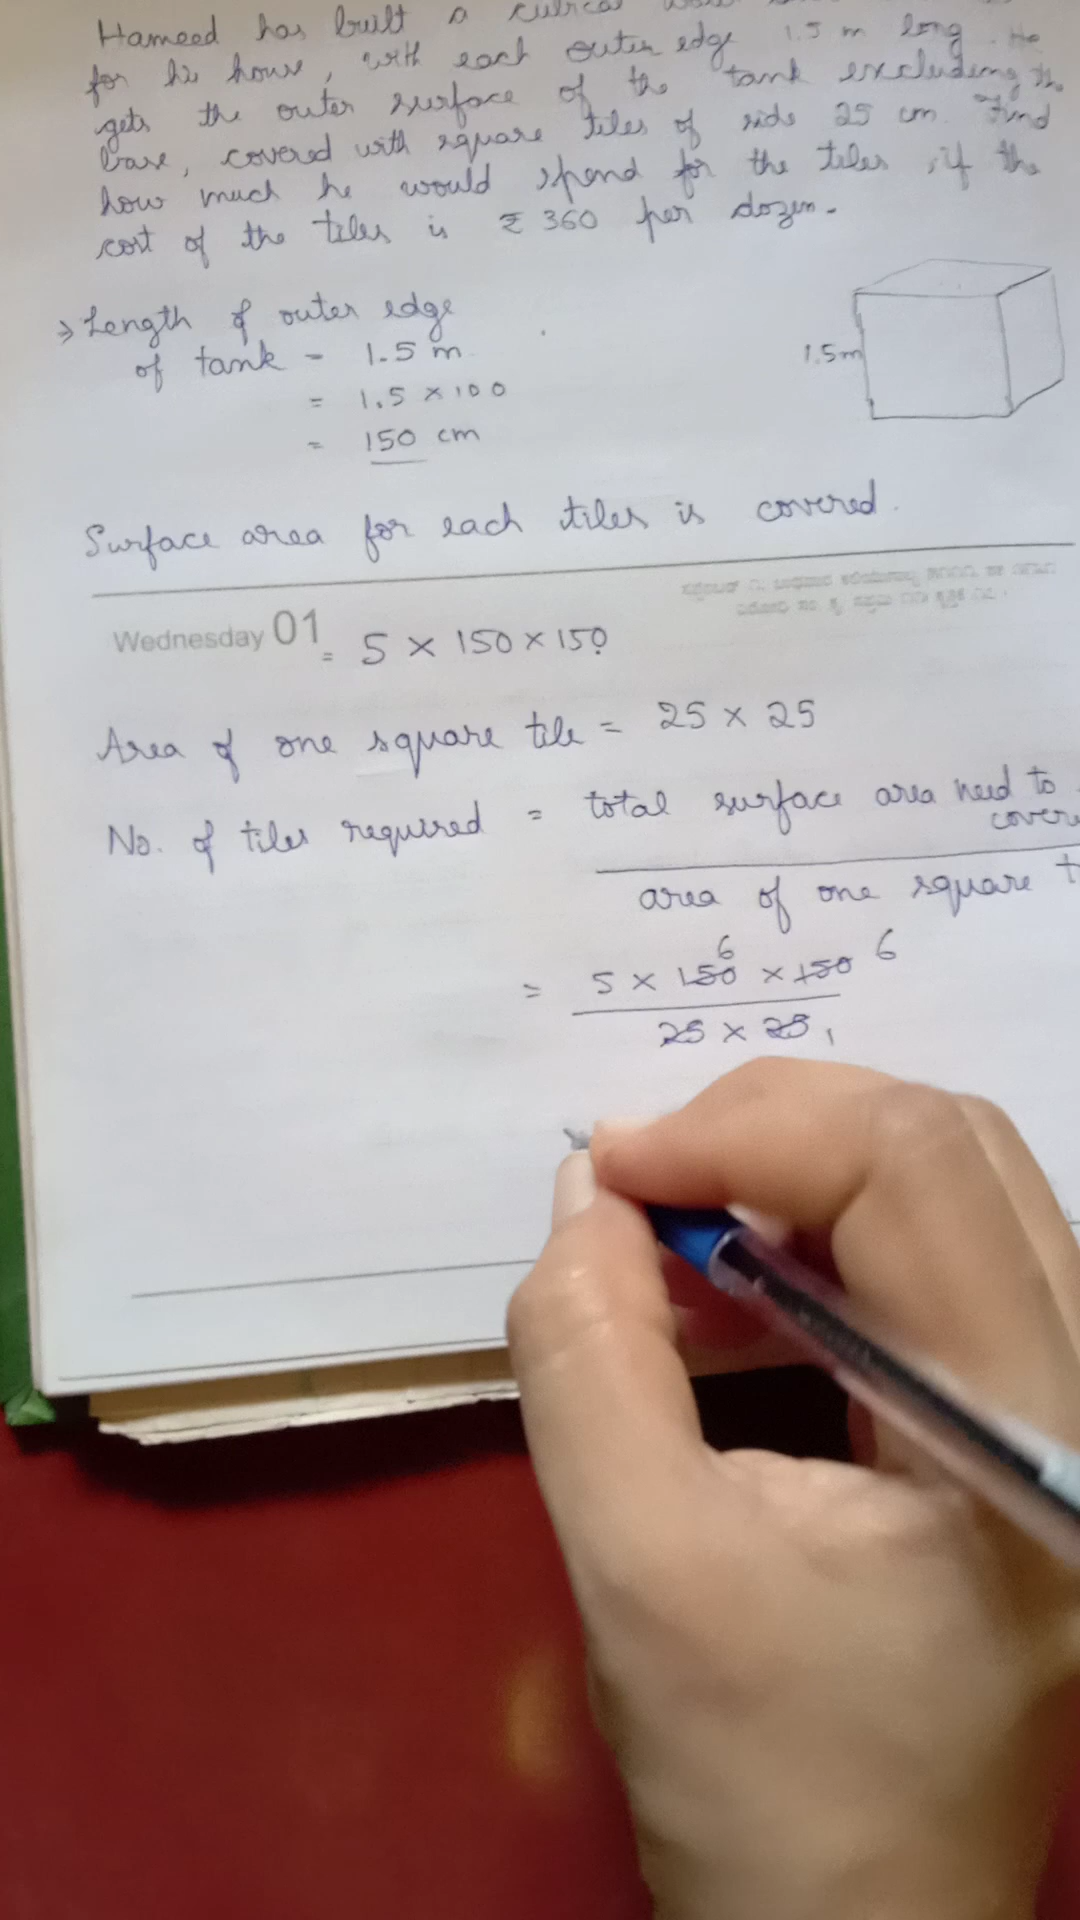 Hameed has built a cubical
for his house, with each outer edge 1.5 m long. He
gets the outer surface of the tank excluding the
base, covered with square tiles of side 25 cm. Find
how much he would spend for the tiles, if the
cost of the tiles is ₹ 360 per dozen.
→ Length of outer edge
of tank = 1.5 m
1.5m
= 1.5 × 100
= 150 cm
Surface area for each tiles is covered.
Wednesday 01
= 5 × 150 × 150
Area of one square tile = 25 × 25
No. of tiles required = total surface area need to
cover
area of one square
6
= 5 × 150 × 150 6
25 × 25 1